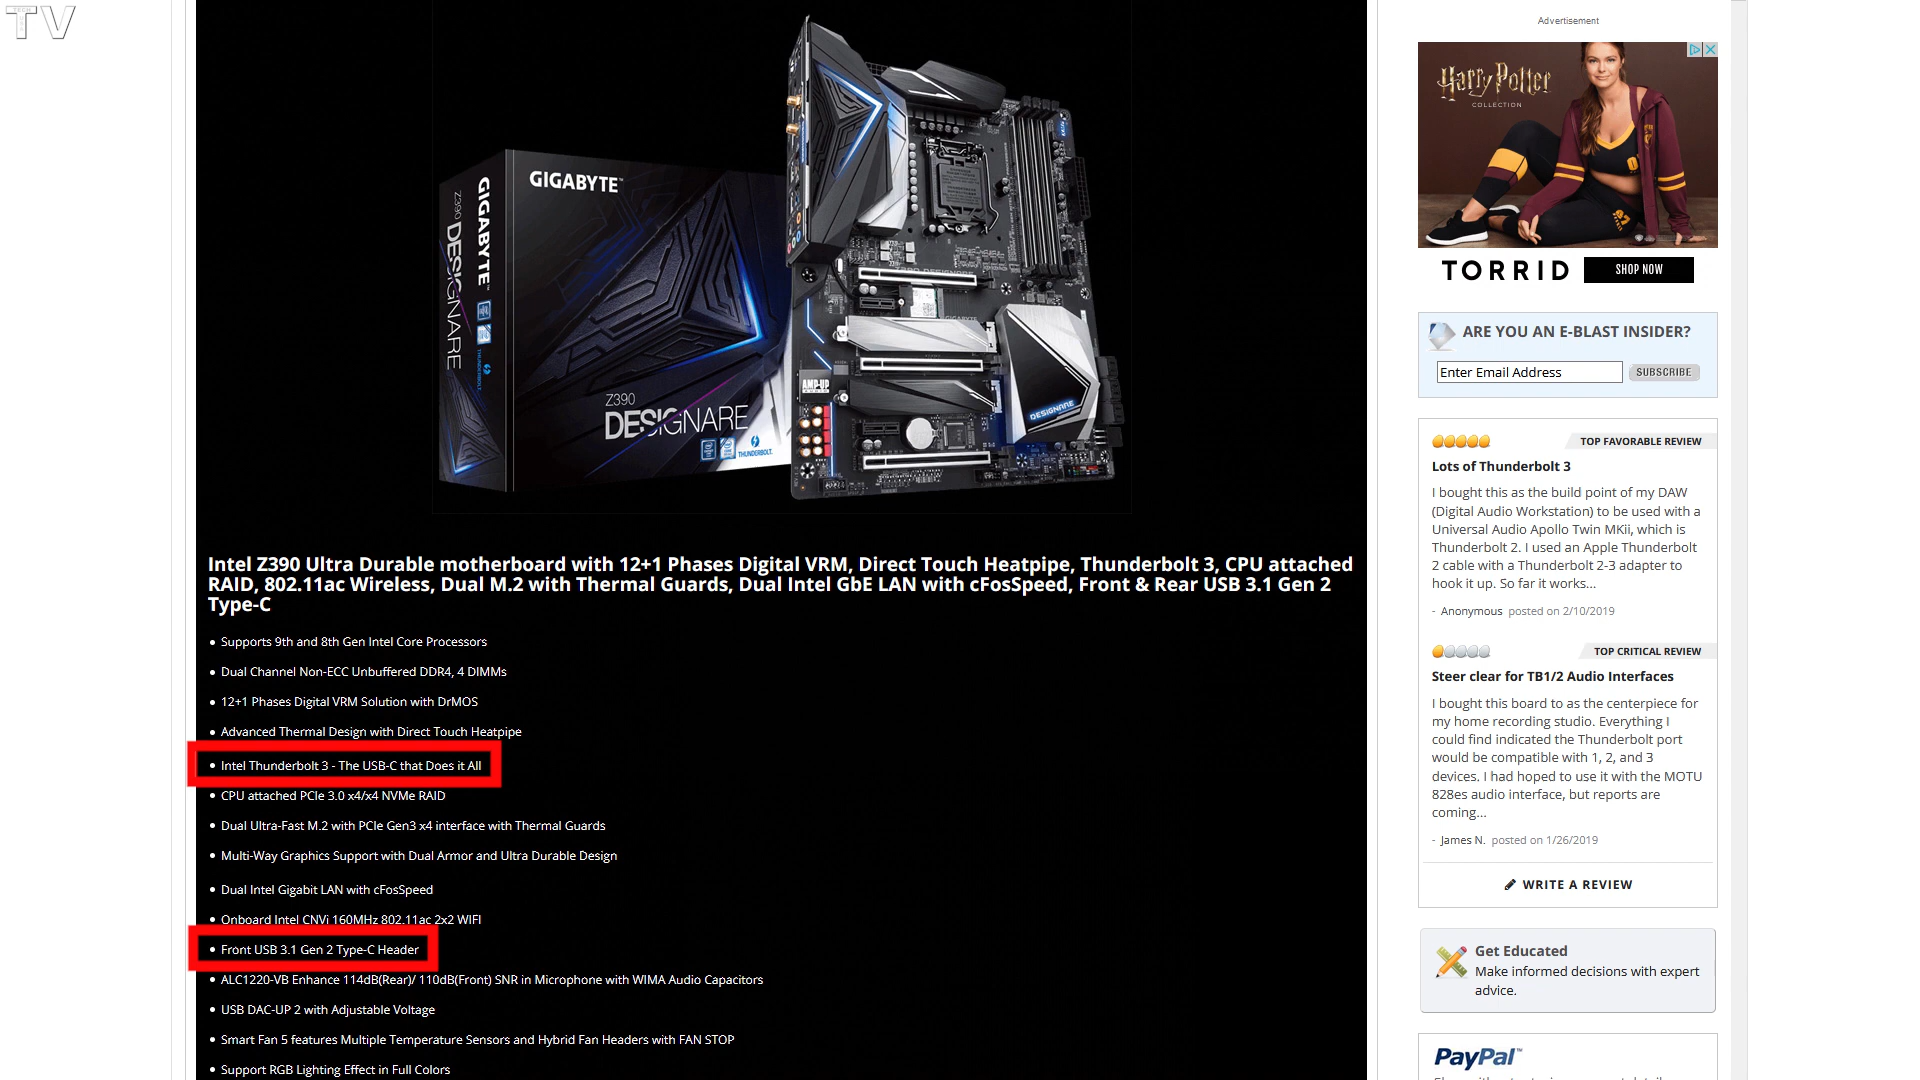 TV
GIGABYTE™
Z390
DESIGNARE
THUNDERBOLT.
GIGABYTE™
Z390 DESIGNARE
AMP-UP
DESIGNARE
Intel Z390 Ultra Durable motherboard with 12+1 Phases Digital VRM, Direct Touch Heatpipe, Thunderbolt 3, CPU attached
RAID, 802.11ac Wireless, Dual M.2 with Thermal Guards, Dual Intel GbE LAN with cFosSpeed, Front & Rear USB 3.1 Gen 2
Type-C
• Supports 9th and 8th Gen Intel Core Processors
• Dual Channel Non-ECC Unbuffered DDR4, 4 DIMMs
• 12+1 Phases Digital VRM Solution with DrMOS
• Advanced Thermal Design with Direct Touch Heatpipe
• Intel Thunderbolt 3 - The USB-C that Does it All
• CPU attached PCIe 3.0 x4/x4 NVMe RAID
• Dual Ultra-Fast M.2 with PCIe Gen3 x4 interface with Thermal Guards
• Multi-Way Graphics Support with Dual Armor and Ultra Durable Design
• Dual Intel Gigabit LAN with cFosSpeed
• Onboard Intel CNVi 160MHz 802.11ac 2x2 WIFI
• Front USB 3.1 Gen 2 Type-C Header
• ALC1220-VB Enhance 114dB(Rear)/ 110dB(Front) SNR in Microphone with WIMA Audio Capacitors
• USB DAC-UP 2 with Adjustable Voltage
• Smart Fan 5 features Multiple Temperature Sensors and Hybrid Fan Headers with FAN STOP
• Support RGB Lighting Effect in Full Colors
Advertisement
Harry Potter
COLLECTION
TORRID
SHOP NOW
ARE YOU AN E-BLAST INSIDER?
Enter Email Address
SUBSCRIBE
TOP FAVORABLE REVIEW
Lots of Thunderbolt 3
I bought this as the build point of my DAW
(Digital Audio Workstation) to be used with a
Universal Audio Apollo Twin MKii, which is
Thunderbolt 2. I used an Apple Thunderbolt
2 cable with a Thunderbolt 2-3 adapter to
hook it up. So far it works...
- Anonymous posted on 2/10/2019
TOP CRITICAL REVIEW
Steer clear for TB1/2 Audio Interfaces
I bought this board to as the centerpiece for
my home recording studio. Everything I
could find indicated the Thunderbolt port
would be compatible with 1, 2, and 3
devices. I had hoped to use it with the MOTU
828es audio interface, but reports are
coming...
- James N. posted on 1/26/2019
WRITE A REVIEW
Get Educated
Make informed decisions with expert
advice.
PayPal™